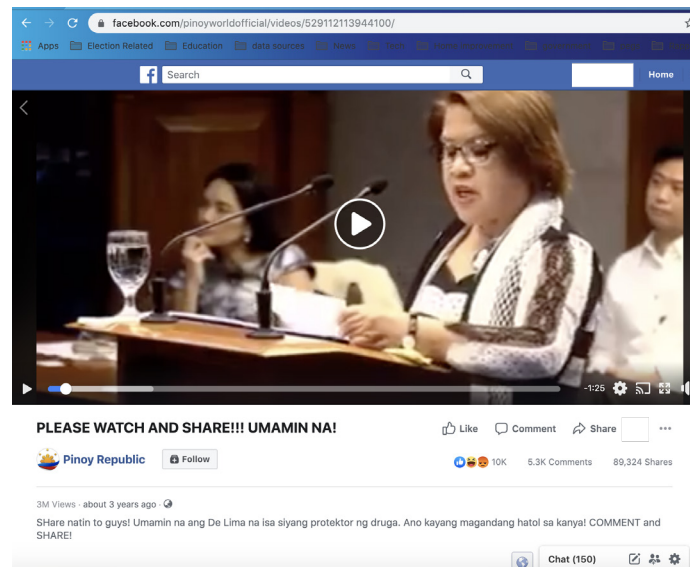 facebook.com/pinoyworldofficial/videos/529112113944100/
Apps Election Related Education data sources News Tech
Search
Home
-1:25
PLEASE WATCH AND SHARE!!! UMAMIN NA!
Like Comment Share
Pinoy Republic Follow
10K 5.3K Comments 89,324 Shares
3M Views · about 3 years ago ·
SHare natin to guys! Umamin na ang De Lima na isa siyang protektor ng druga. Ano kayang magandang hatol sa kanya! COMMENT and
SHARE!
Chat (150)